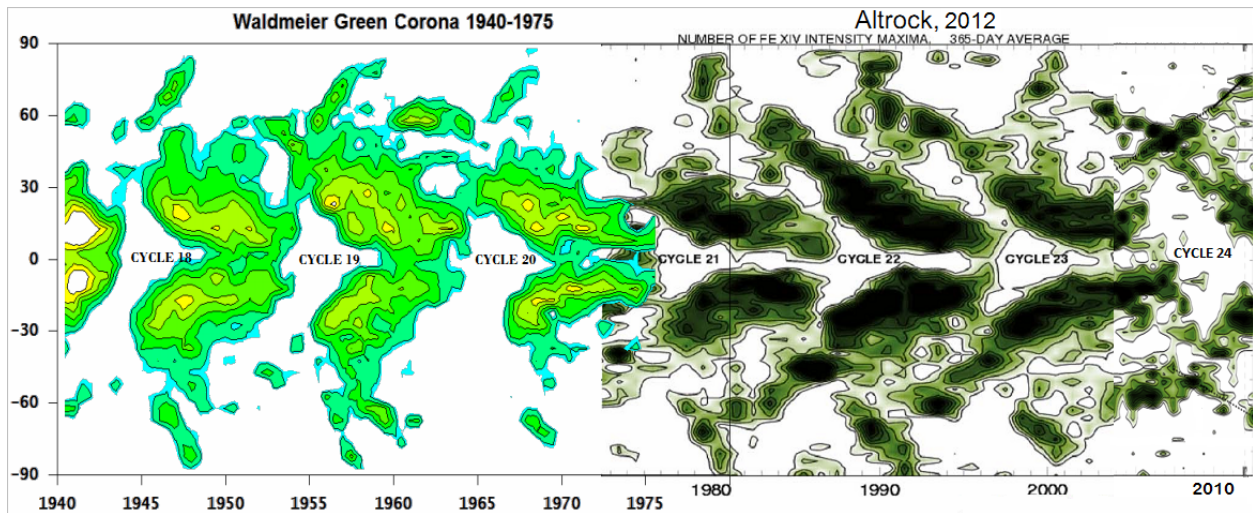 Waldmeier Green Corona 1940-1975
Altrock, 2012
NUMBER OF FE XIV INTENSITY MAXIMA, 365-DAY AVERAGE
90
60
30
0
-30
-60
-90
CYCLE 18
CYCLE 19
CYCLE 20
CYCLE 21
CYCLE 22
CYCLE 23
CYCLE 24
1940 1945 1950 1955 1960 1965 1970 1975 1980 1990 2000 2010